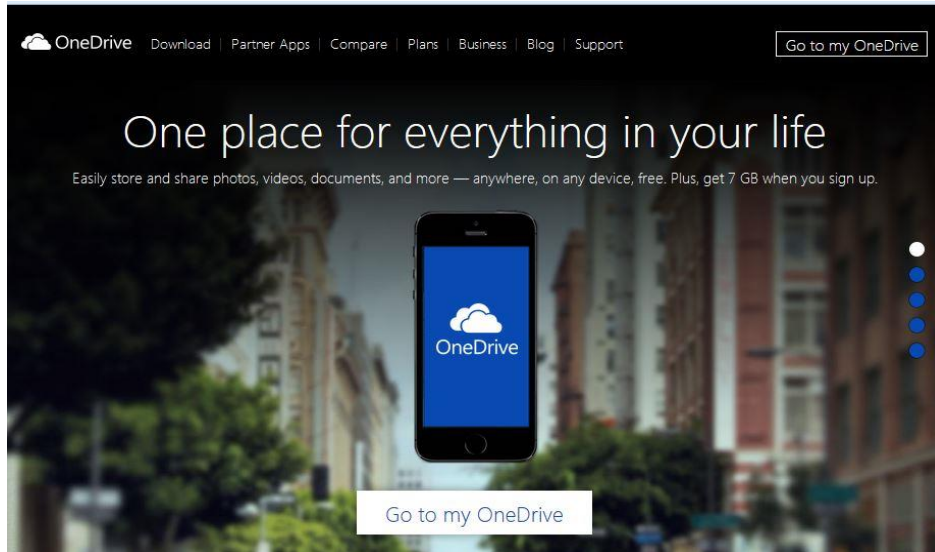 OneDrive Download | Partner Apps | Compare | Plans | Business | Blog | Support Go to my OneDrive
One place for everything in your life
Easily store and share photos, videos, documents, and more — anywhere, on any device, free. Plus, get 7 GB when you sign up.
OneDrive
Go to my OneDrive